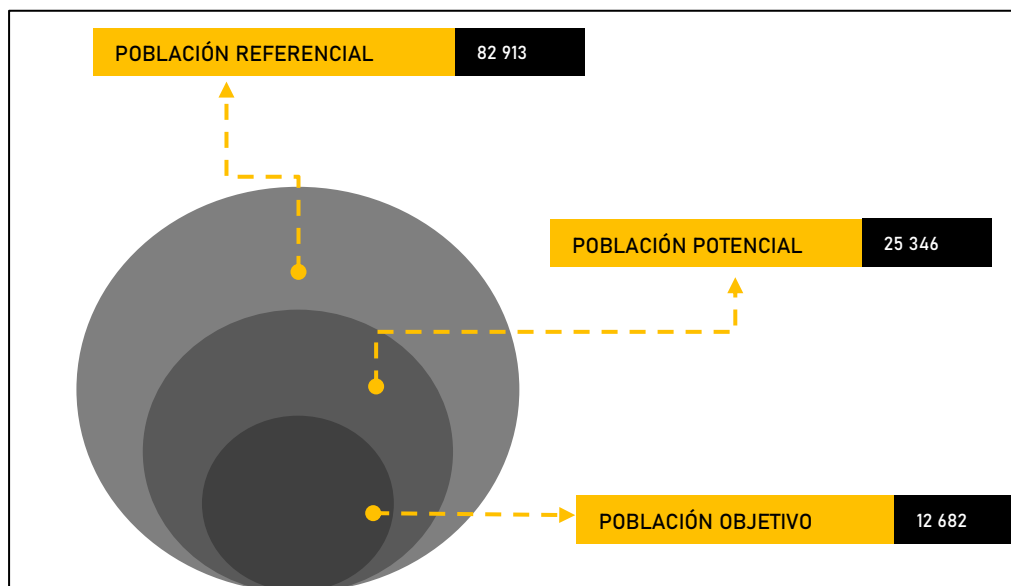 POBLACIÓN REFERENCIAL 82 913
POBLACIÓN POTENCIAL 25 346
POBLACIÓN OBJETIVO 12 682